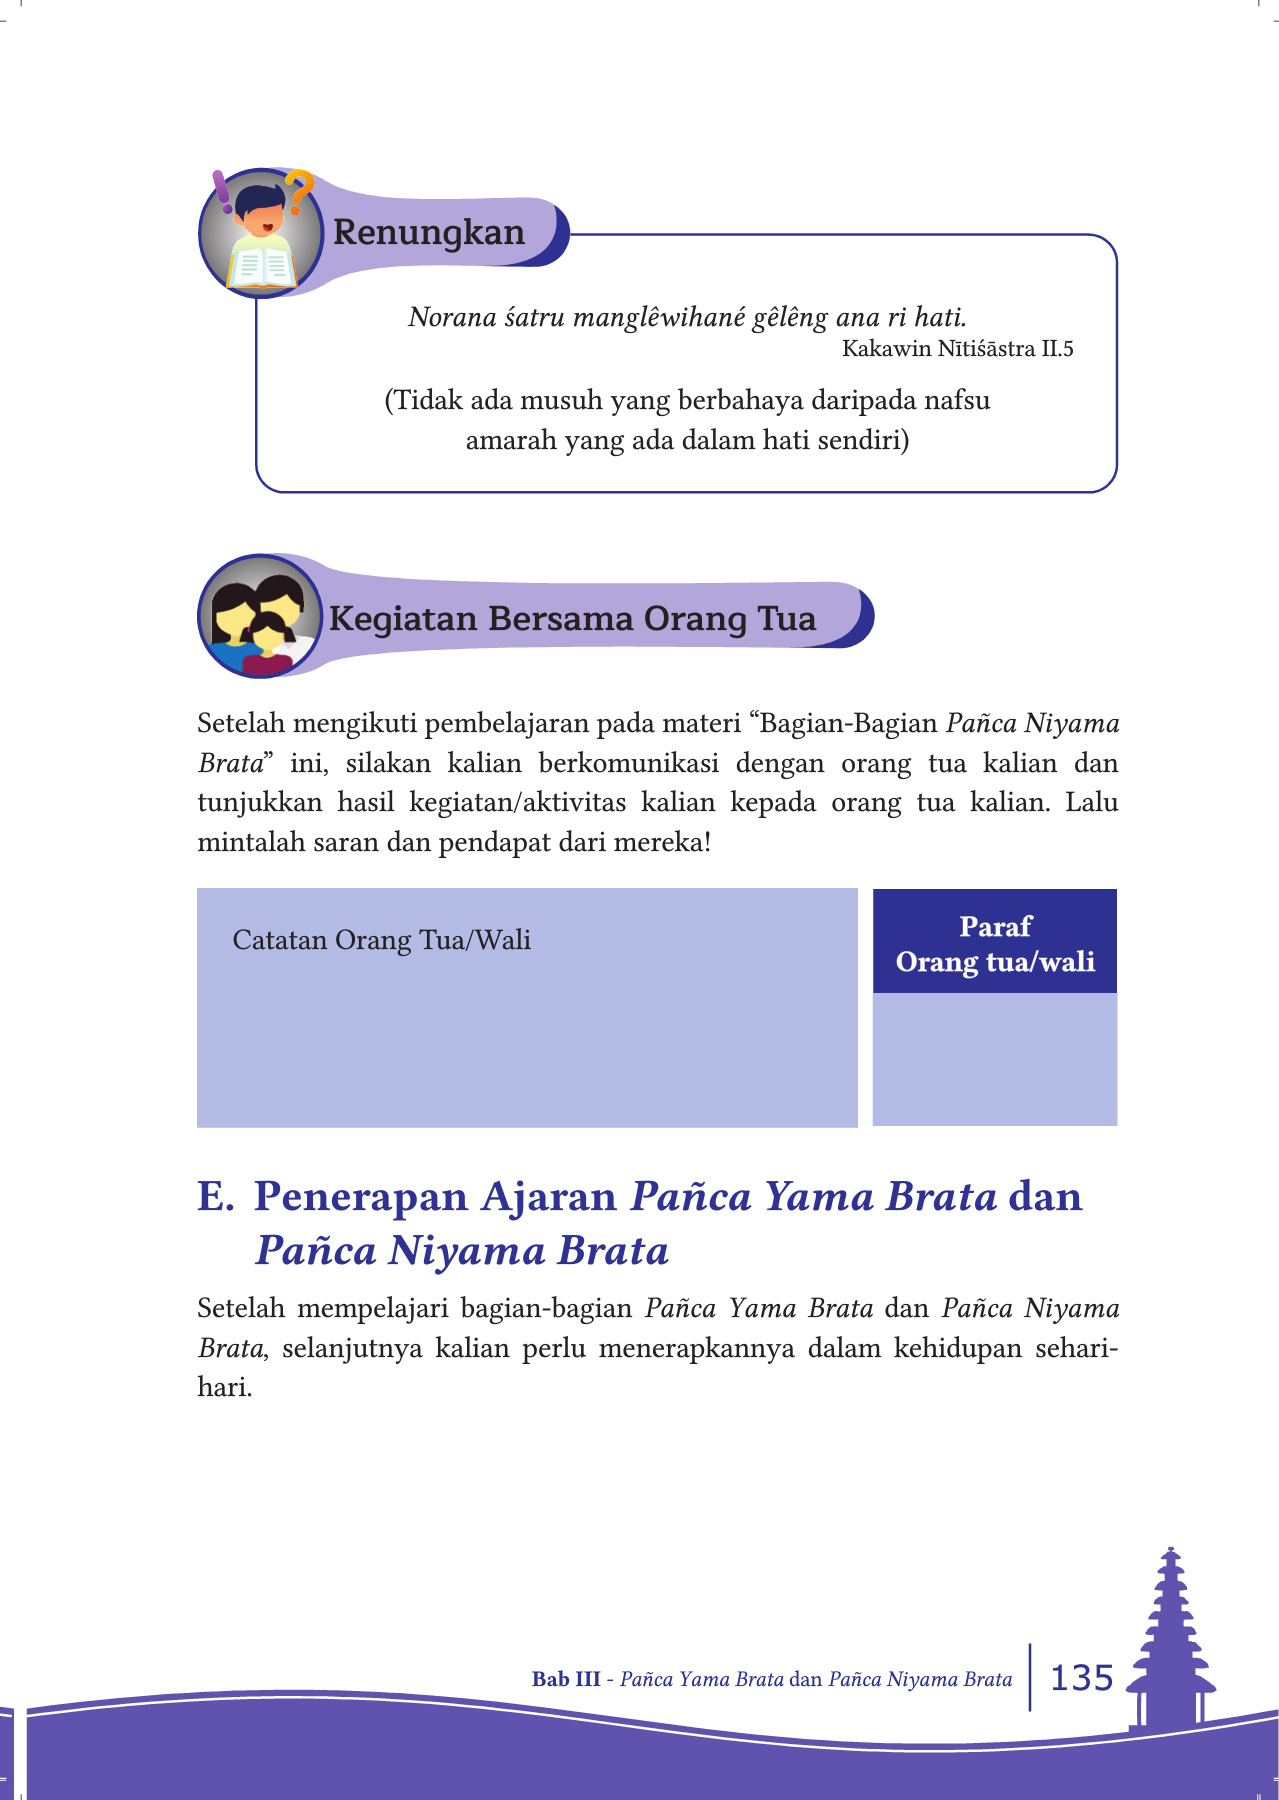 Renungkan
Norana śatru manglêwihané gêlêng ana ri hati.
Kakawin Nītiśāstra II.5
(Tidak ada musuh yang berbahaya daripada nafsu
amarah yang ada dalam hati sendiri)
Kegiatan Bersama Orang Tua
Setelah mengikuti pembelajaran pada materi “Bagian-Bagian Pañca Niyama
Brata” ini, silakan kalian berkomunikasi dengan orang tua kalian dan
tunjukkan hasil kegiatan/aktivitas kalian kepada orang tua kalian. Lalu
mintalah saran dan pendapat dari mereka!
Catatan Orang Tua/Wali
Paraf
Orang tua/wali
E. Penerapan Ajaran Pañca Yama Brata dan
Pañca Niyama Brata
Setelah mempelajari bagian-bagian Pañca Yama Brata dan Pañca Niyama
Brata, selanjutnya kalian perlu menerapkannya dalam kehidupan sehari-
hari.
Bab III - Pañca Yama Brata dan Pañca Niyama Brata
135